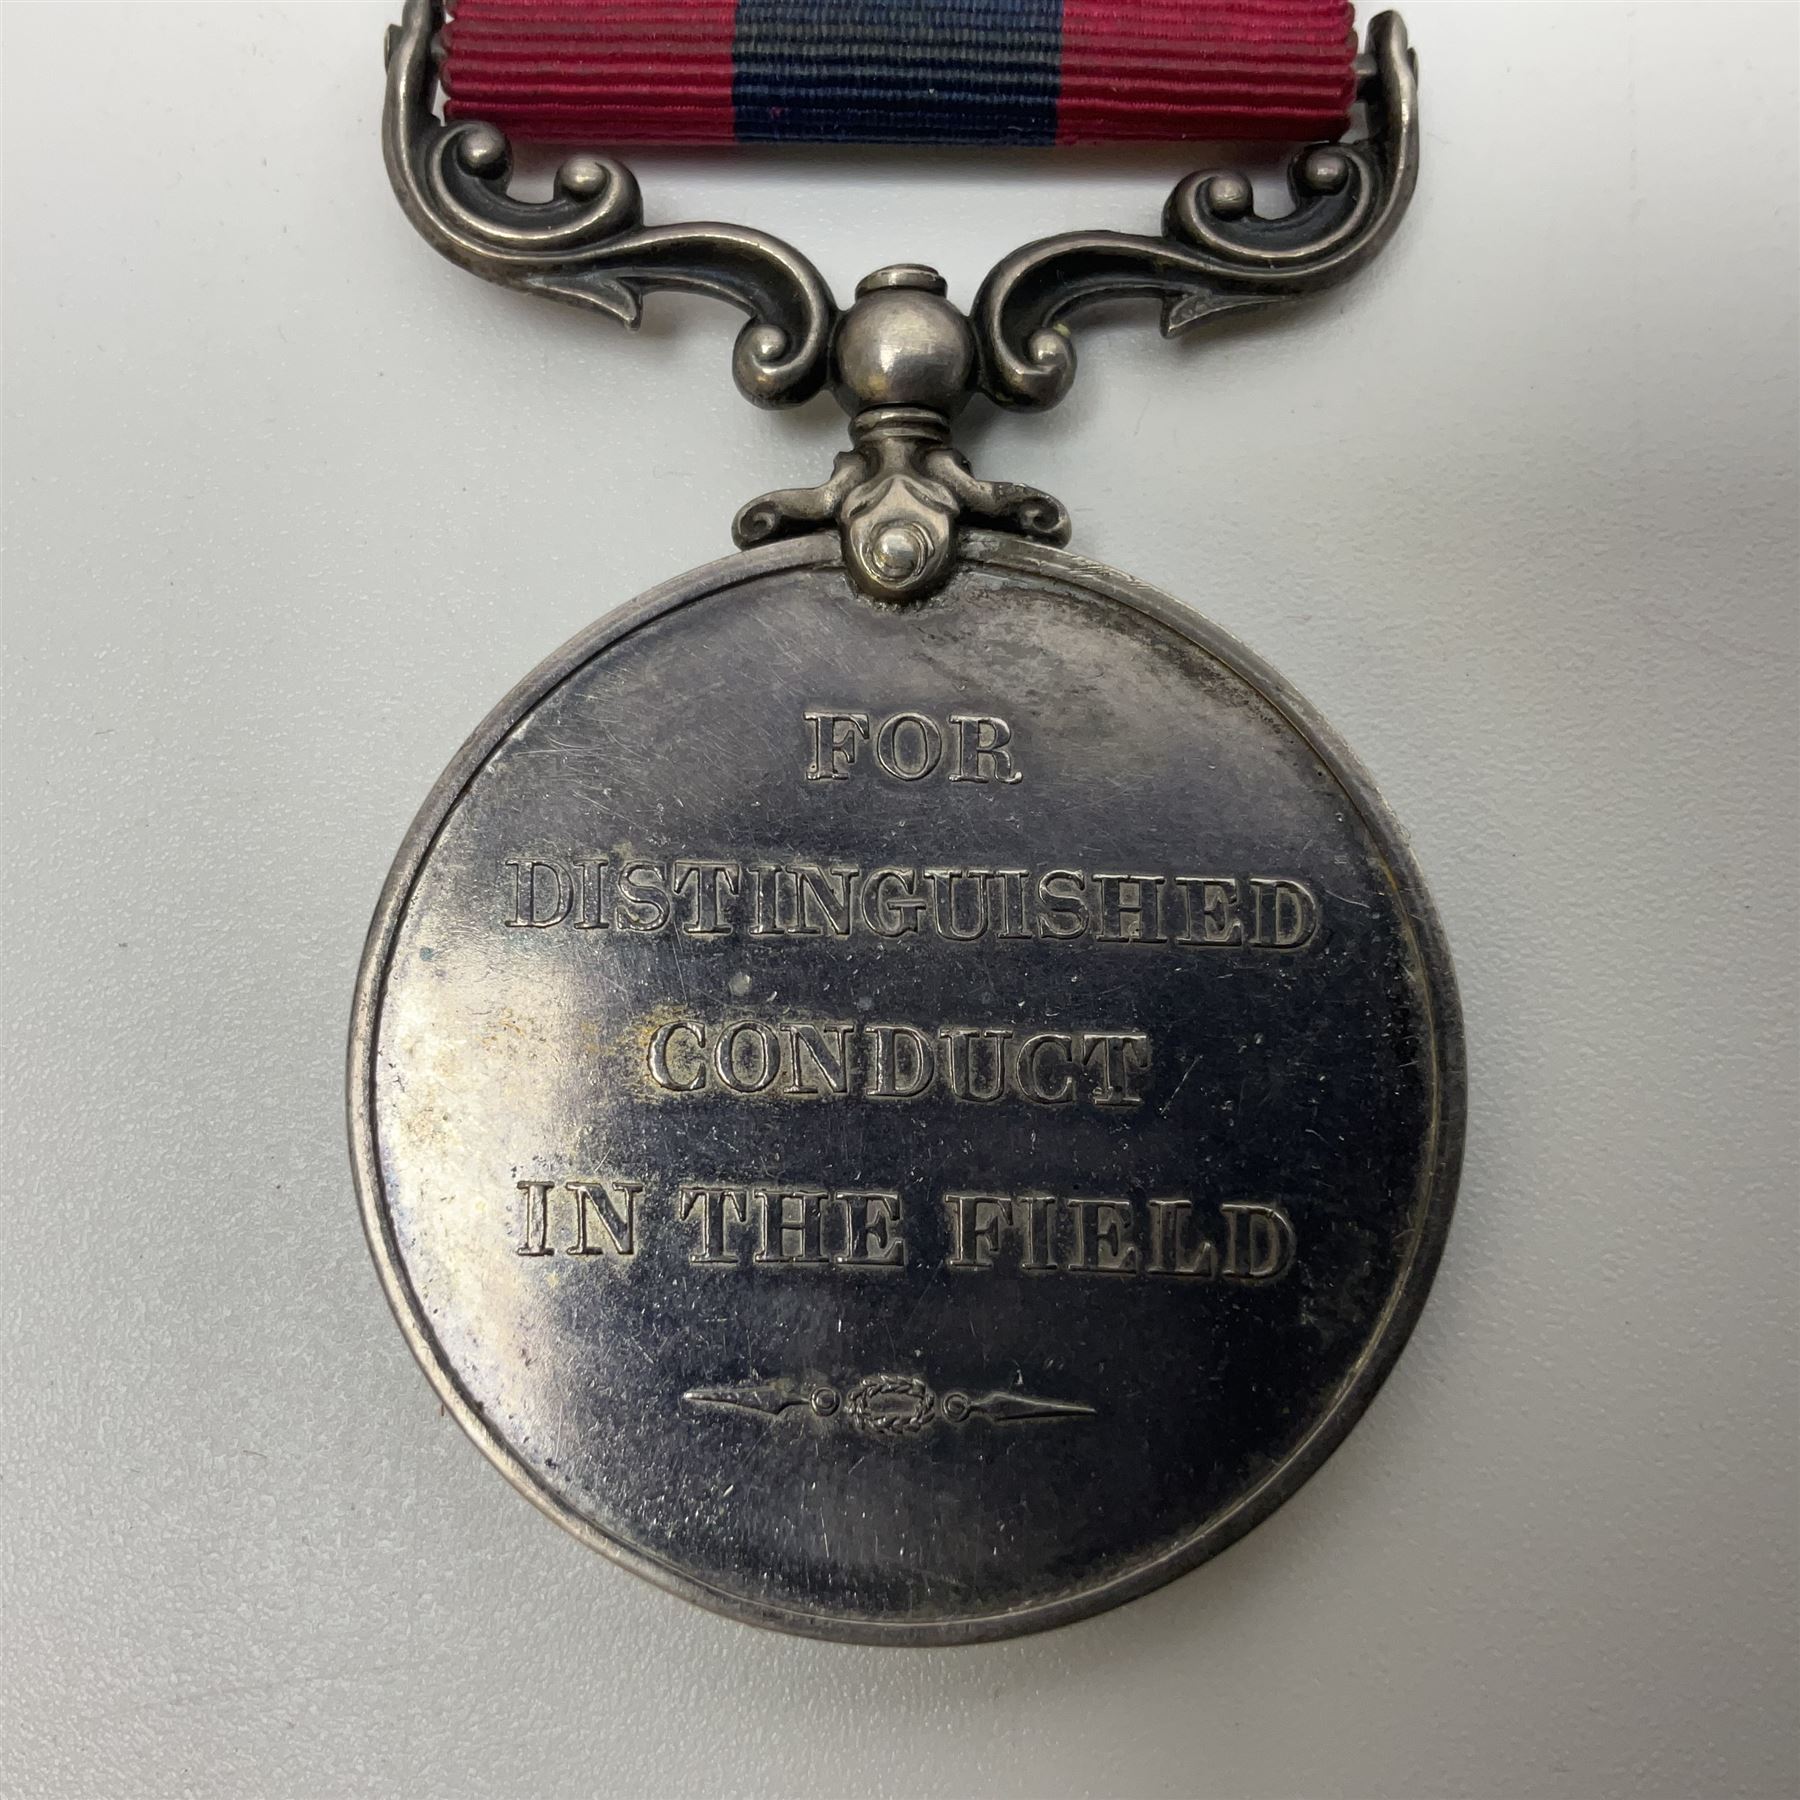 FOR
DISTINGUISHED
CONDUCT
IN THE FIELD